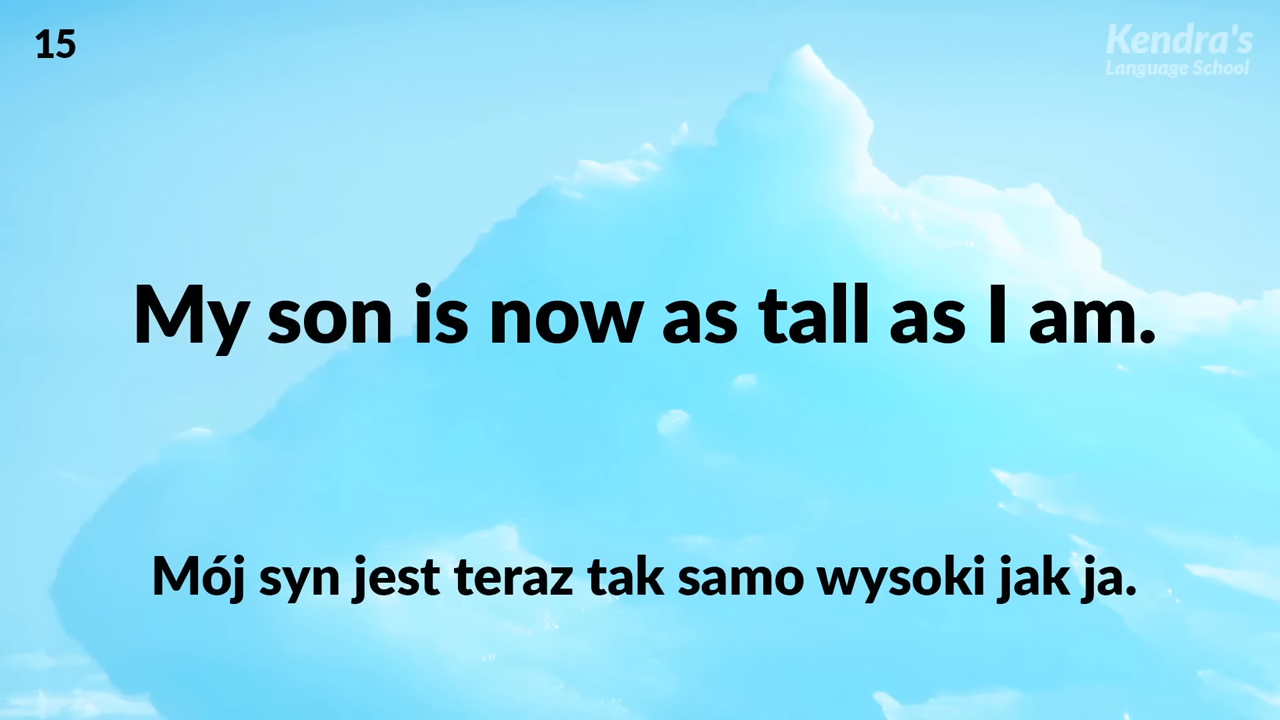 15
Kendra's
Language School
My son is now as tall as I am.
Mój syn jest teraz tak samo wysoki jak ja.